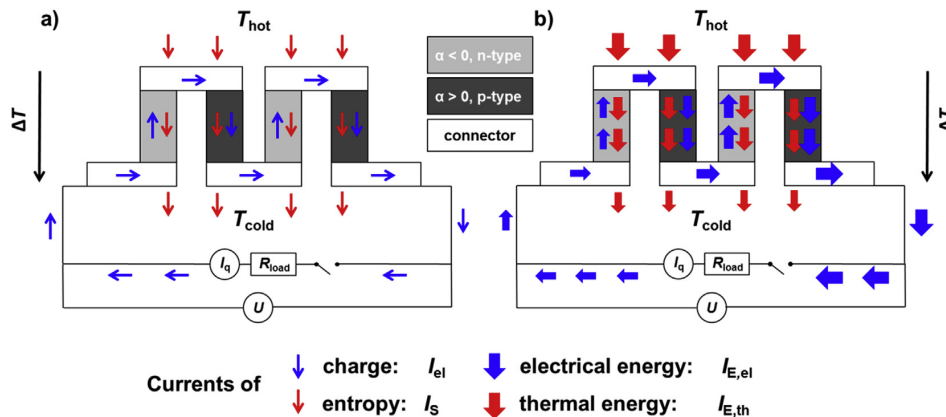 a)
T_hot
ΔT
T_cold
I_q
R_load
U
α < 0, n-type
α > 0, p-type
connector
b)
T_hot
ΔT
T_cold
I_q
R_load
U
Currents of
charge: I_el
entropy: I_S
electrical energy: I_E,el
thermal energy: I_E,th